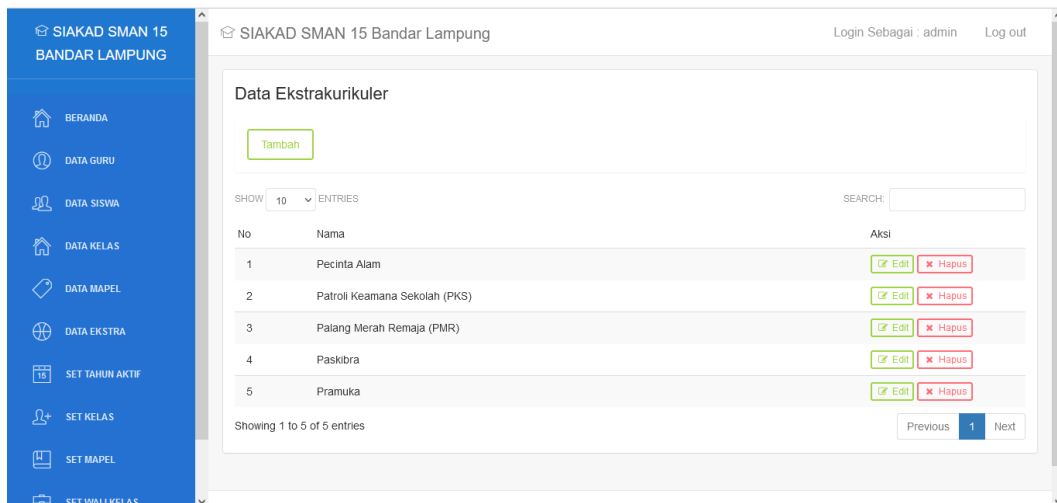 SIAKAD SMAN 15
BANDAR LAMPUNG
BERANDA
DATA GURU
DATA SISWA
DATA KELAS
DATA MAPEL
DATA EKSTRA
15
SET TAHUN AKTIF
SET KELAS
SET MAPEL
SET WALI KELAS
SIAKAD SMAN 15 Bandar Lampung
Login Sebagai : admin Log out
Data Ekstrakurikuler
Tambah
SHOW 10 ENTRIES SEARCH:
No Nama Aksi
1 Pecinta Alam Edit Hapus
2 Patroli Keamana Sekolah (PKS) Edit Hapus
3 Palang Merah Remaja (PMR) Edit Hapus
4 Paskibra Edit Hapus
5 Pramuka Edit Hapus
Showing 1 to 5 of 5 entries Previous 1 Next